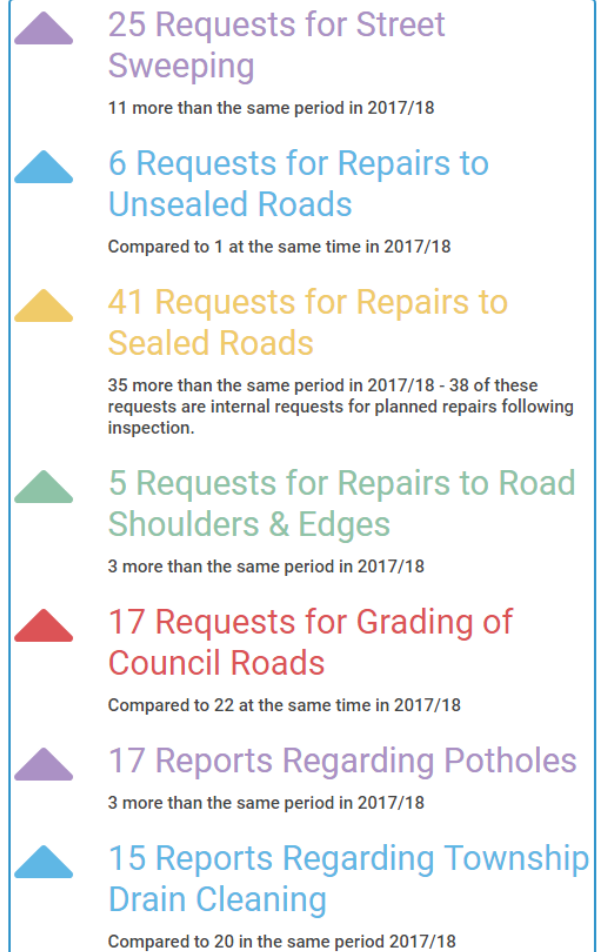 25 Requests for Street
Sweeping
11 more than the same period in 2017/18
6 Requests for Repairs to
Unsealed Roads
Compared to 1 at the same time in 2017/18
41 Requests for Repairs to
Sealed Roads
35 more than the same period in 2017/18 - 38 of these
requests are internal requests for planned repairs following
inspection.
5 Requests for Repairs to Road
Shoulders & Edges
3 more than the same period in 2017/18
17 Requests for Grading of
Council Roads
Compared to 22 at the same time in 2017/18
17 Reports Regarding Potholes
3 more than the same period in 2017/18
15 Reports Regarding Township
Drain Cleaning
Compared to 20 in the same period 2017/18